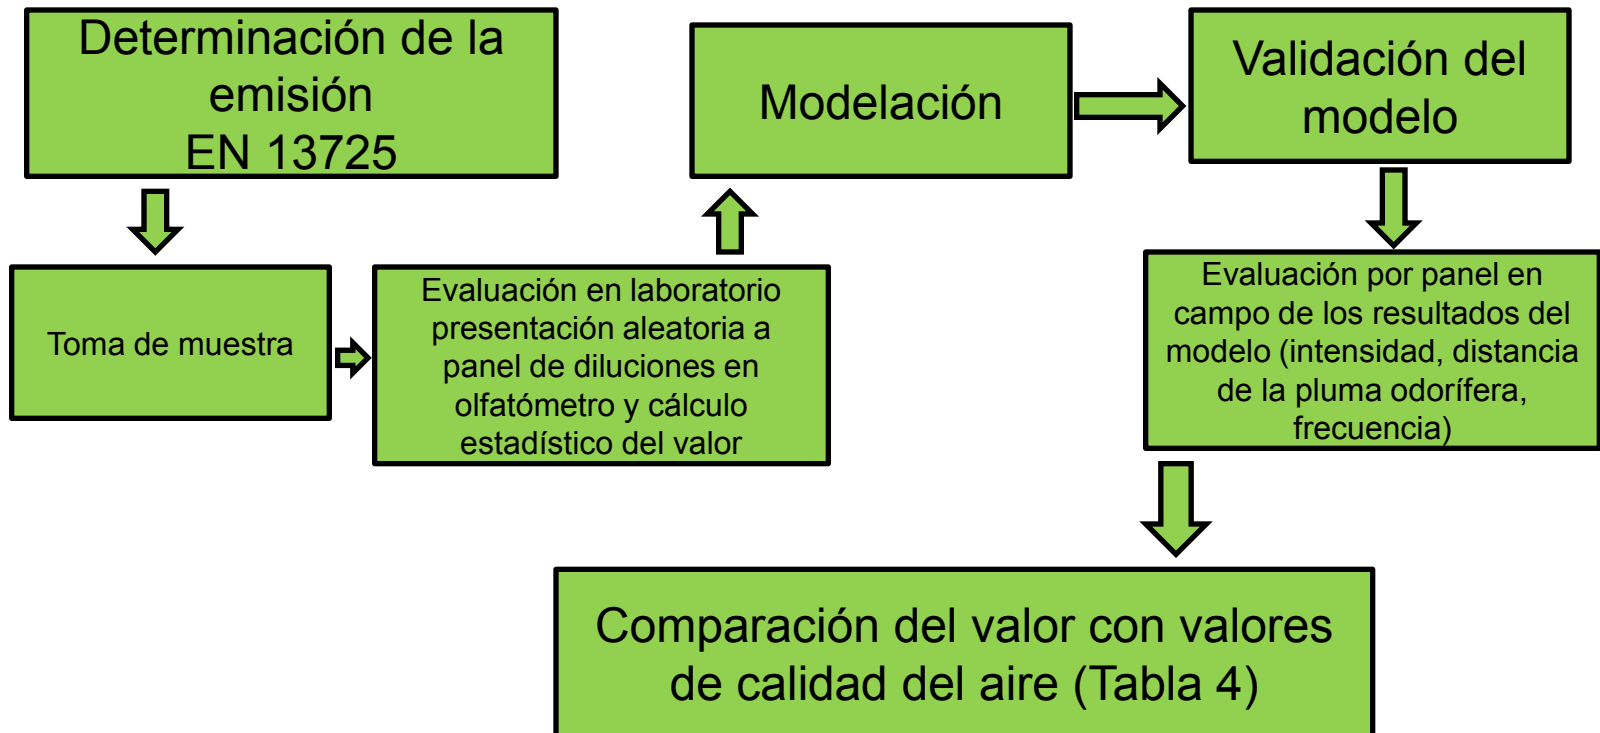 Determinación de la
emisión
EN 13725
Toma de muestra
Evaluación en laboratorio
presentación aleatoria a
panel de diluciones en
olfatómetro y cálculo
estadístico del valor
Modelación
Validación del
modelo
Evaluación por panel en
campo de los resultados del
modelo (intensidad, distancia
de la pluma odorífera,
frecuencia)
Comparación del valor con valores
de calidad del aire (Tabla 4)